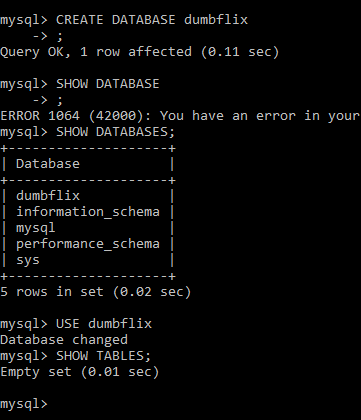 mysql> CREATE DATABASE dumbflix
    -> ;
Query OK, 1 row affected (0.11 sec)

mysql> SHOW DATABASE
    -> ;
ERROR 1064 (42000): You have an error in your
mysql> SHOW DATABASES;
+--------------------+
| Database           |
+--------------------+
| dumbflix           |
| information_schema |
| mysql              |
| performance_schema |
| sys                |
+--------------------+
5 rows in set (0.02 sec)

mysql> USE dumbflix
Database changed
mysql> SHOW TABLES;
Empty set (0.01 sec)

mysql>